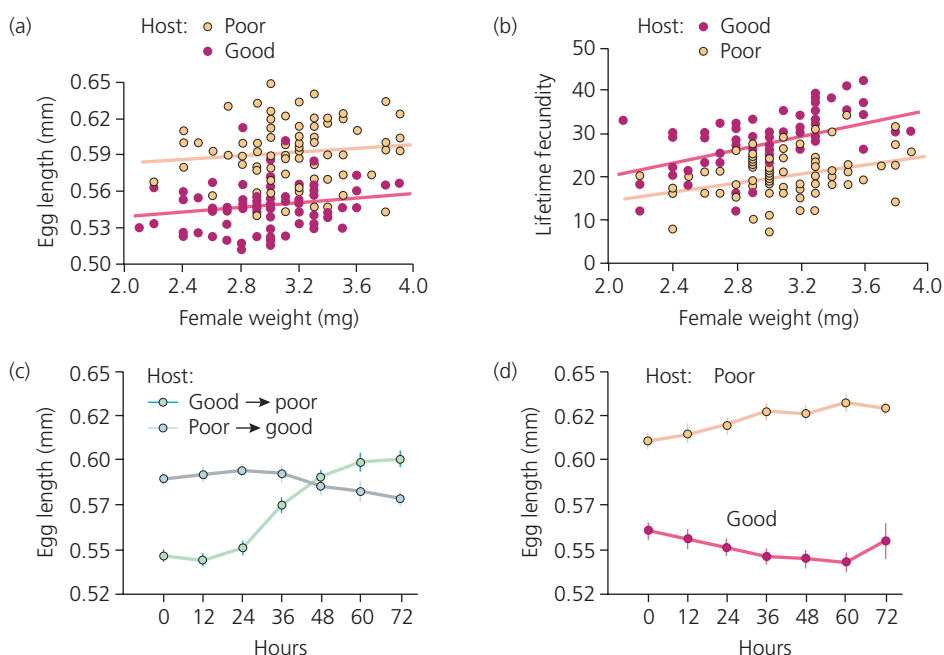 (a)
Host: Poor
Good
Egg length (mm)
0.65
0.62
0.59
0.56
0.53
0.50
2.0 2.4 2.8 3.2 3.6 4.0
Female weight (mg)
(b)
Host: Good
Poor
Lifetime fecundity
50
40
30
20
10
0
2.0 2.4 2.8 3.2 3.6 4.0
Female weight (mg)
(c)
Host:
Good → poor
Poor → good
Egg length (mm)
0.65
0.62
0.60
0.57
0.55
0.52
0 12 24 36 48 60 72
Hours
(d)
Host: Poor
Good
Egg length (mm)
0.65
0.62
0.60
0.57
0.55
0.52
0 12 24 36 48 60 72
Hours